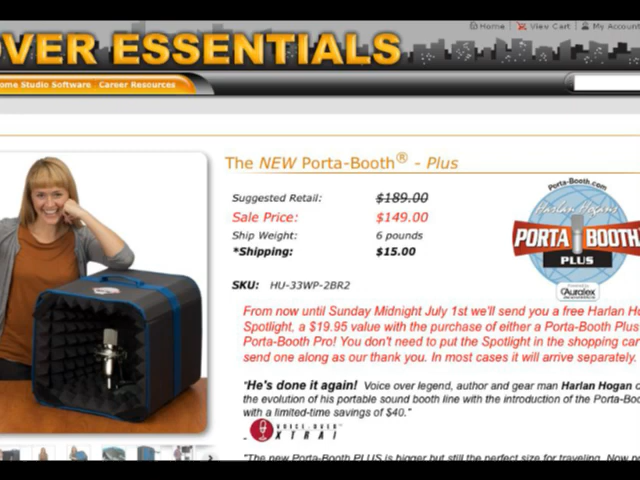 Home View Cart My Account
OVER ESSENTIALS
ome Studio Software Career Resources
The NEW Porta-Booth® - Plus
Suggested Retail: $189.00
Sale Price: $149.00
Ship Weight: 6 pounds
*Shipping: $15.00
SKU: HU-33WP-2BR2
Porta-Booth.com
Harlan Hogan's
PORTA BOOTH
PLUS
Auralex
From now until Sunday Midnight July 1st we'll send you a free Harlan Ho
Spotlight, a $19.95 value with the purchase of either a Porta-Booth Plus
Porta-Booth Pro! You don't need to put the Spotlight in the shopping car
send one along as our thank you. In most cases it will arrive separately.
"He's done it again! Voice over legend, author and gear man Harlan Hogan c
the evolution of his portable sound booth line with the introduction of the Porta-Boo
with a limited-time savings of $40."
- VOICE-OVER
XTRA!
"The new Porta-Booth PLUS is bigger but still the perfect size for traveling. Now